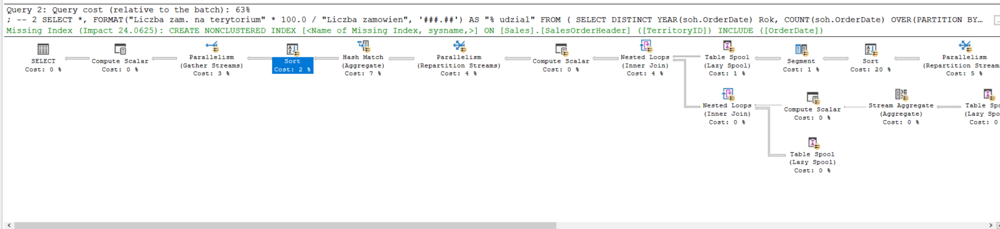 Query 2: Query cost (relative to the batch): 63%
; -- 2 SELECT *, FORMAT("Liczba zam. na terytorium" * 100.0 / "Liczba zamowien", '###.##') AS "% udzial" FROM ( SELECT DISTINCT YEAR(soh.OrderDate) Rok, COUNT(soh.OrderDate) OVER(PARTITION BY…
Missing Index (Impact 24.0625): CREATE NONCLUSTERED INDEX [<Name of Missing Index, sysname,>] ON [Sales].[SalesOrderHeader] ([TerritoryID]) INCLUDE ([OrderDate])
SELECT
Cost: 0 %
Compute Scalar
Cost: 0 %
Parallelism
(Gather Streams)
Cost: 3 %
Sort
Cost: 2 %
Hash Match
(Aggregate)
Cost: 7 %
Parallelism
(Repartition Streams)
Cost: 4 %
Compute Scalar
Cost: 0 %
Nested Loops
(Inner Join)
Cost: 4 %
Table Spool
(Lazy Spool)
Cost: 1 %
Segment
Cost: 1 %
Sort
Cost: 20 %
Parallelism
(Repartition Stream
Cost: 5 %
Nested Loops
(Inner Join)
Cost: 0 %
Compute Scalar
Cost: 0 %
Stream Aggregate
(Aggregate)
Cost: 0 %
Table Spo
(Lazy Spo
Cost: 0
Table Spool
(Lazy Spool)
Cost: 0 %